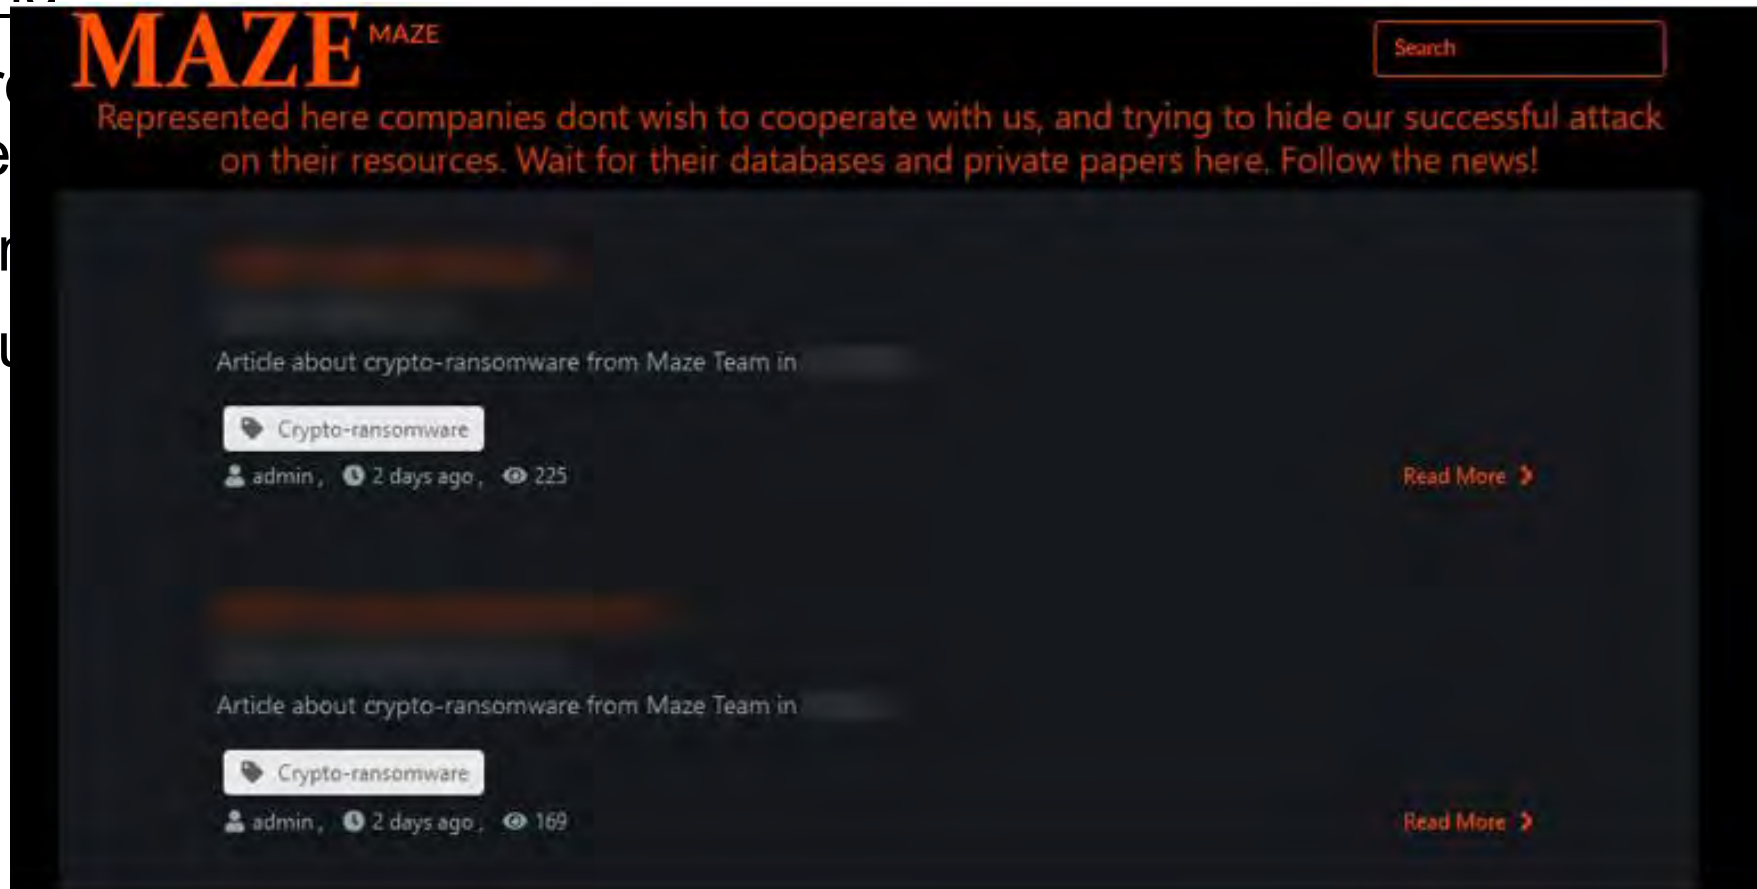 MAZE MAZE
Search
Represented here companies dont wish to cooperate with us, and trying to hide our successful attack
on their resources. Wait for their databases and private papers here. Follow the news!
Article about crypto-ransomware from Maze Team in
Crypto-ransomware
admin, 2 days ago, 225
Read More
Article about crypto-ransomware from Maze Team in
Crypto-ransomware
admin, 2 days ago, 169
Read More